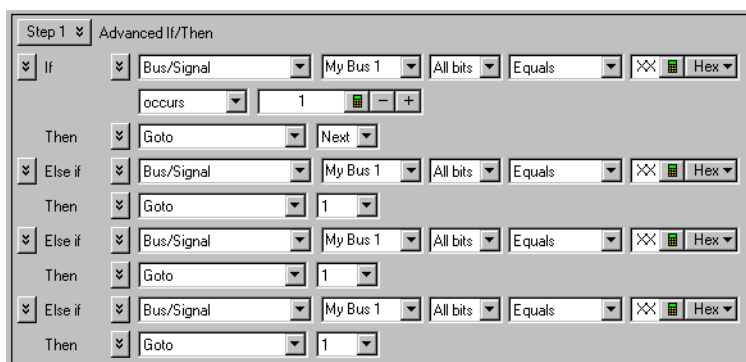 Step 1 Advanced If/Then
If Bus/Signal My Bus 1 All bits Equals XX Hex
occurs 1 − +
Then Goto Next
Else if Bus/Signal My Bus 1 All bits Equals XX Hex
Then Goto 1
Else if Bus/Signal My Bus 1 All bits Equals XX Hex
Then Goto 1
Else if Bus/Signal My Bus 1 All bits Equals XX Hex
Then Goto 1